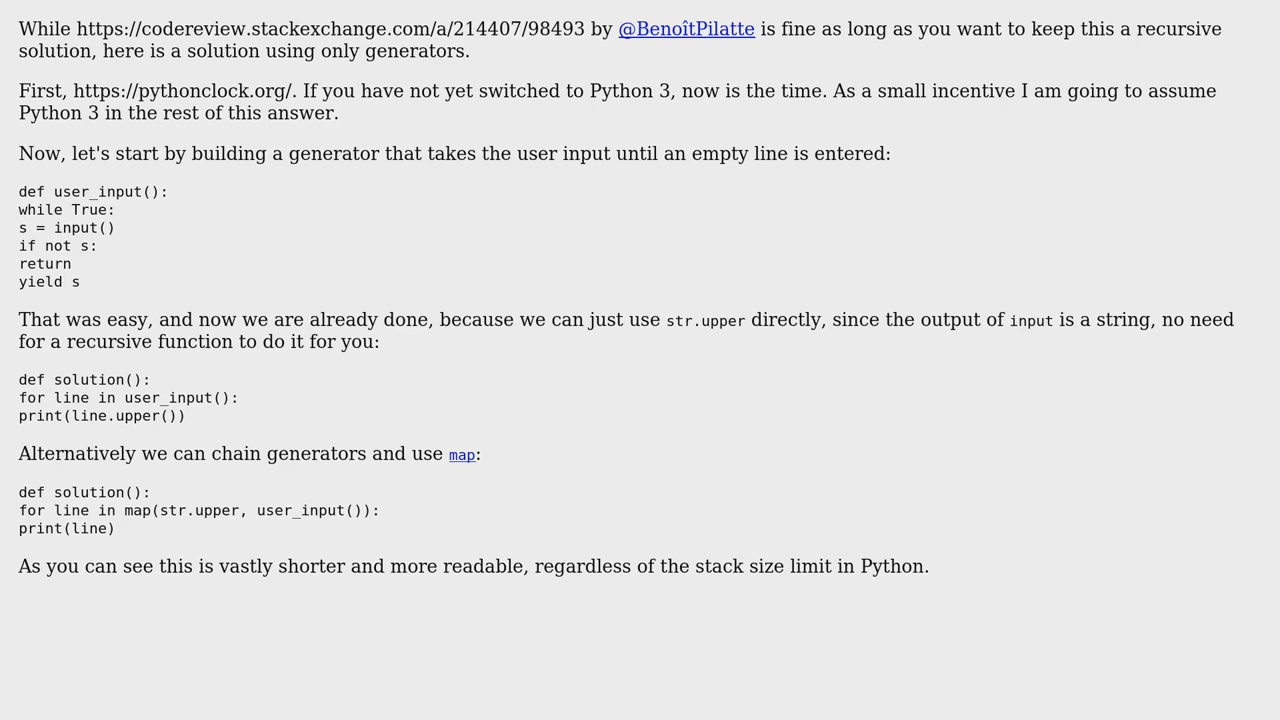 While https://codereview.stackexchange.com/a/214407/98493 by @BenoîtPilatte is fine as long as you want to keep this a recursive
solution, here is a solution using only generators.
First, https://pythonclock.org/. If you have not yet switched to Python 3, now is the time. As a small incentive I am going to assume
Python 3 in the rest of this answer.
Now, let's start by building a generator that takes the user input until an empty line is entered:
def user_input():
while True:
s = input()
if not s:
return
yield s
That was easy, and now we are already done, because we can just use str.upper directly, since the output of input is a string, no need
for a recursive function to do it for you:
def solution():
for line in user_input():
print(line.upper())
Alternatively we can chain generators and use map:
def solution():
for line in map(str.upper, user_input()):
print(line)
As you can see this is vastly shorter and more readable, regardless of the stack size limit in Python.